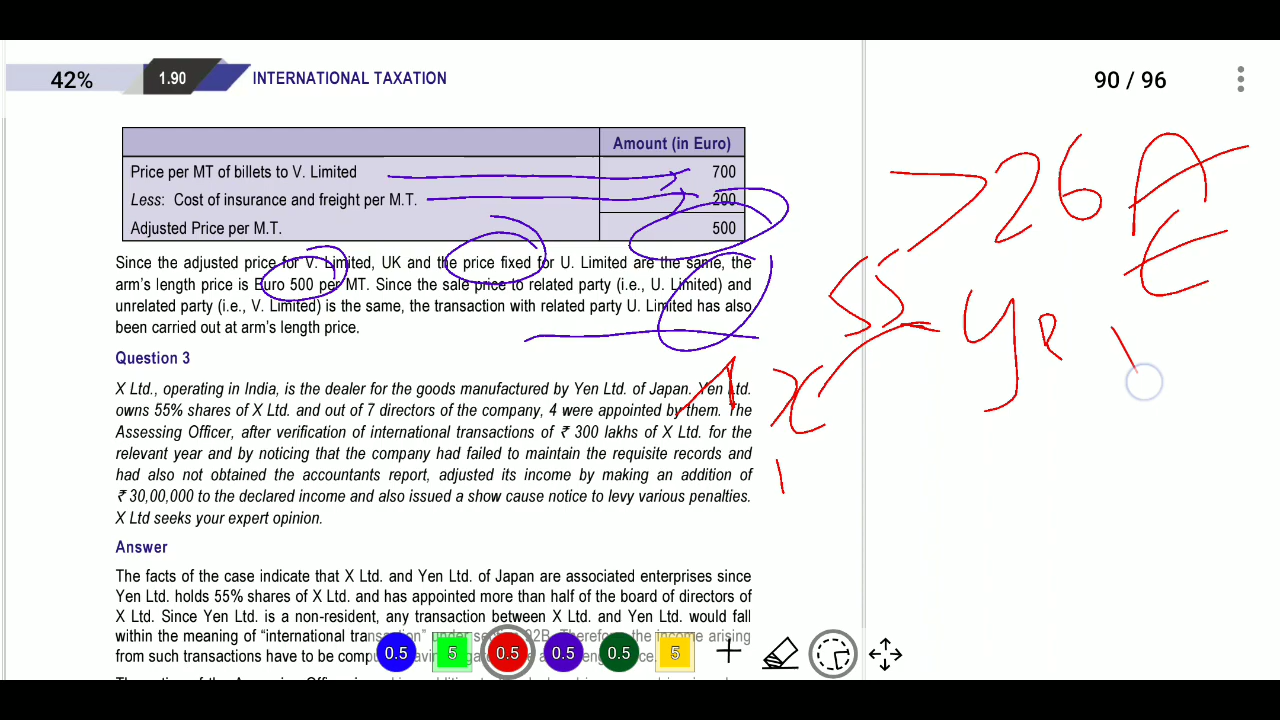 42% 1.90 INTERNATIONAL TAXATION 90 / 96
Amount (in Euro)
Price per MT of billets to V. Limited 700
Less: Cost of insurance and freight per M.T. 200
Adjusted Price per M.T. 500
Since the adjusted price for V. Limited, UK and the price fixed for U. Limited are the same, the
arm's length price is Euro 500 per MT. Since the sale price to related party (i.e., U. Limited) and
unrelated party (i.e., V. Limited) is the same, the transaction with related party U. Limited has also
been carried out at arm's length price.
Question 3
X Ltd., operating in India, is the dealer for the goods manufactured by Yen Ltd. of Japan. Yen Ltd.
owns 55% shares of X Ltd. and out of 7 directors of the company, 4 were appointed by them. The
Assessing Officer, after verification of international transactions of ₹ 300 lakhs of X Ltd. for the
relevant year and by noticing that the company had failed to maintain the requisite records and
had also not obtained the accountants report, adjusted its income by making an addition of
₹ 30,00,000 to the declared income and also issued a show cause notice to levy various penalties.
X Ltd seeks your expert opinion.
Answer
The facts of the case indicate that X Ltd. and Yen Ltd. of Japan are associated enterprises since
Yen Ltd. holds 55% shares of X Ltd. and has appointed more than half of the board of directors of
X Ltd. Since Yen Ltd. is a non-resident, any transaction between X Ltd. and Yen Ltd. would fall
within the meaning of "international transaction" under section 92B. Therefore, the income arising
from such transactions have to be
> 26 A
E
55
x
0.5 5 0.5 0.5 0.5 5